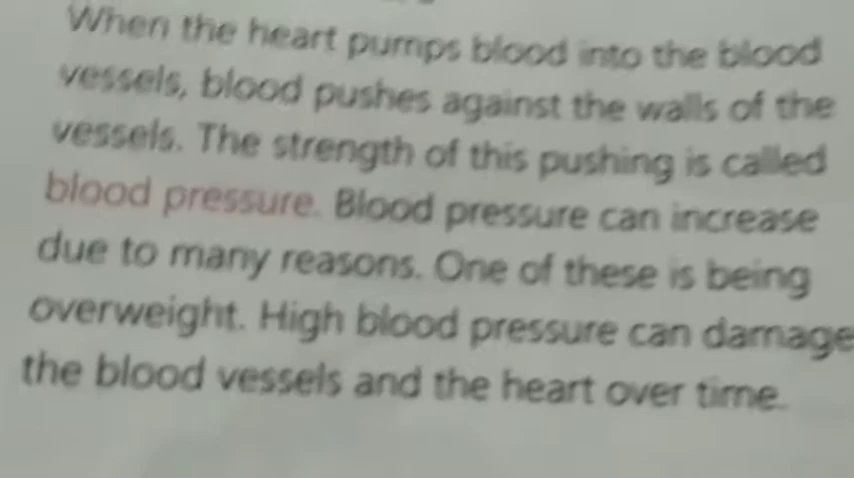 When the heart pumps blood into the blood
vessels, blood pushes against the walls of the
vessels. The strength of this pushing is called
blood pressure. Blood pressure can increase
due to many reasons. One of these is being
overweight. High blood pressure can damage
the blood vessels and the heart over time.